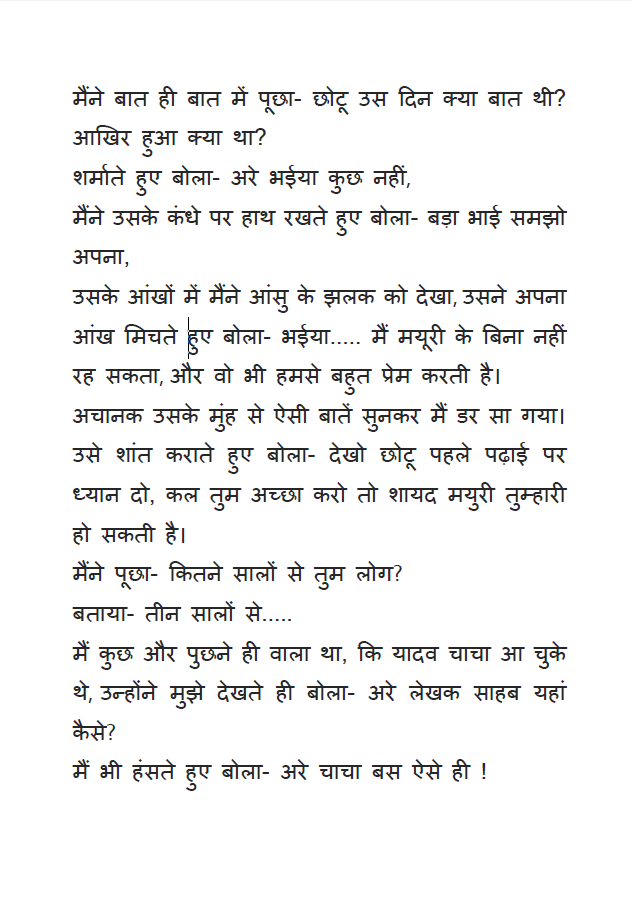 मैंने बात ही बात में पूछा- छोटू उस दिन क्या बात थी?
आखिर हुआ क्या था?
शर्माते हुए बोला- अरे भईया कुछ नहीं,
मैंने उसके कंधे पर हाथ रखते हुए बोला- बड़ा भाई समझो
अपना,
उसके आंखों में मैंने आंसु के झलक को देखा, उसने अपना
आंख मिचते हुए बोला- भईया..... मैं मयूरी के बिना नहीं
रह सकता, और वो भी हमसे बहुत प्रेम करती है।
अचानक उसके मुंह से ऐसी बातें सुनकर मैं डर सा गया।
उसे शांत कराते हुए बोला- देखो छोटू पहले पढ़ाई पर
ध्यान दो, कल तुम अच्छा करो तो शायद मयुरी तुम्हारी
हो सकती है।
मैंने पूछा- कितने सालों से तुम लोग?
बताया- तीन सालों से.....
मैं कुछ और पुछने ही वाला था, कि यादव चाचा आ चुके
थे, उन्होंने मुझे देखते ही बोला- अरे लेखक साहब यहां
कैसे?
मैं भी हंसते हुए बोला- अरे चाचा बस ऐसे ही !